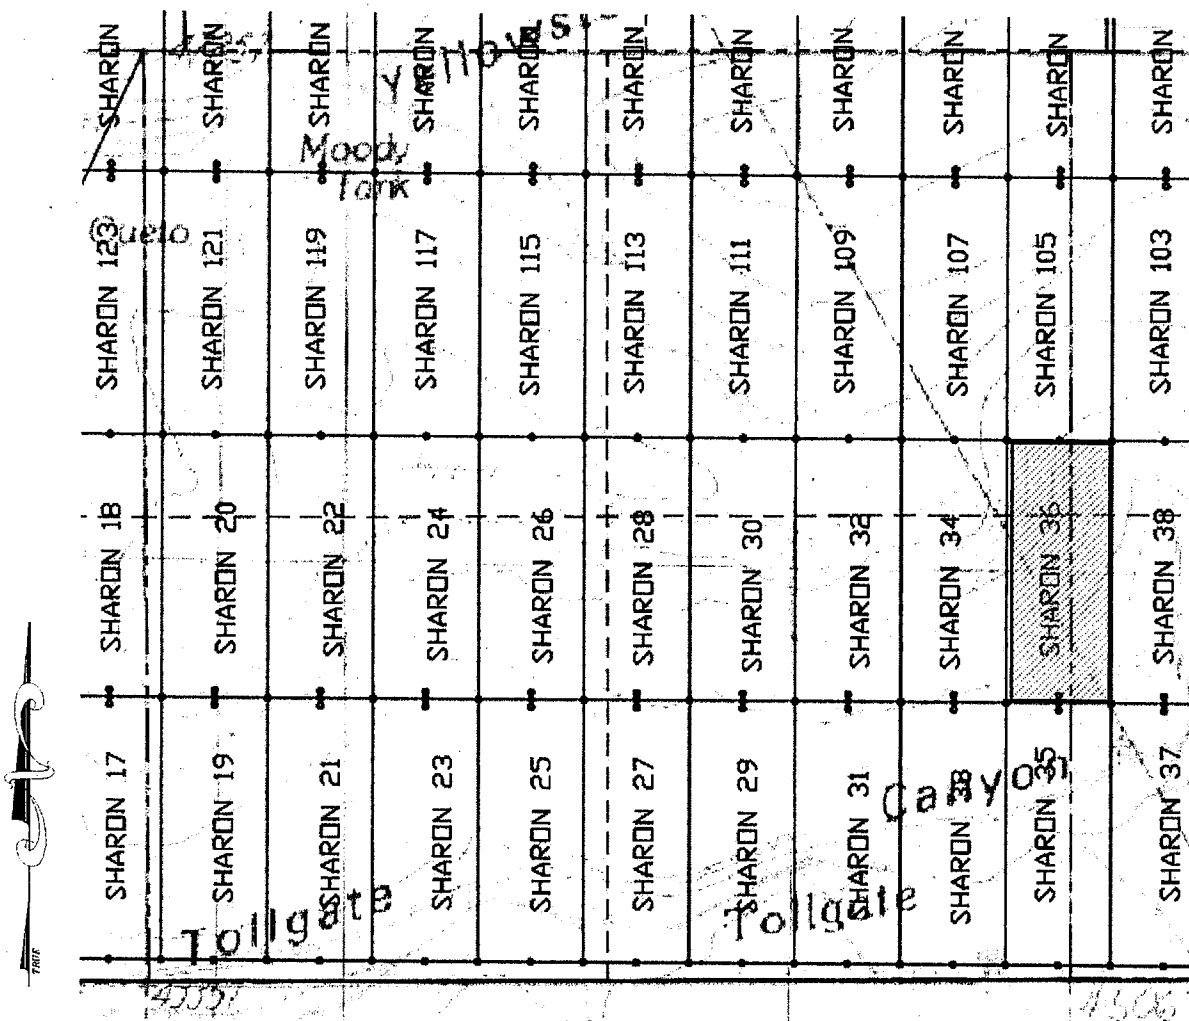 SHARON SHARON SHARON SHARON SHARON SHARON SHARON SHARON SHARON SHARON SHARON
Moody
Tank
SHARON 123 SHARON 121 SHARON 119 SHARON 117 SHARON 115 SHARON 113 SHARON 111 SHARON 109 SHARON 107 SHARON 105 SHARON 103
SHARON 18 SHARON 20 SHARON 22 SHARON 24 SHARON 26 SHARON 28 SHARON 30 SHARON 32 SHARON 34 SHARON 36 SHARON 38
SHARON 17 SHARON 19 SHARON 21 SHARON 23 SHARON 25 SHARON 27 SHARON 29 SHARON 31 SHARON 33 SHARON 35 SHARON 37
Canyon
Tollgate Tollgate
TRUE